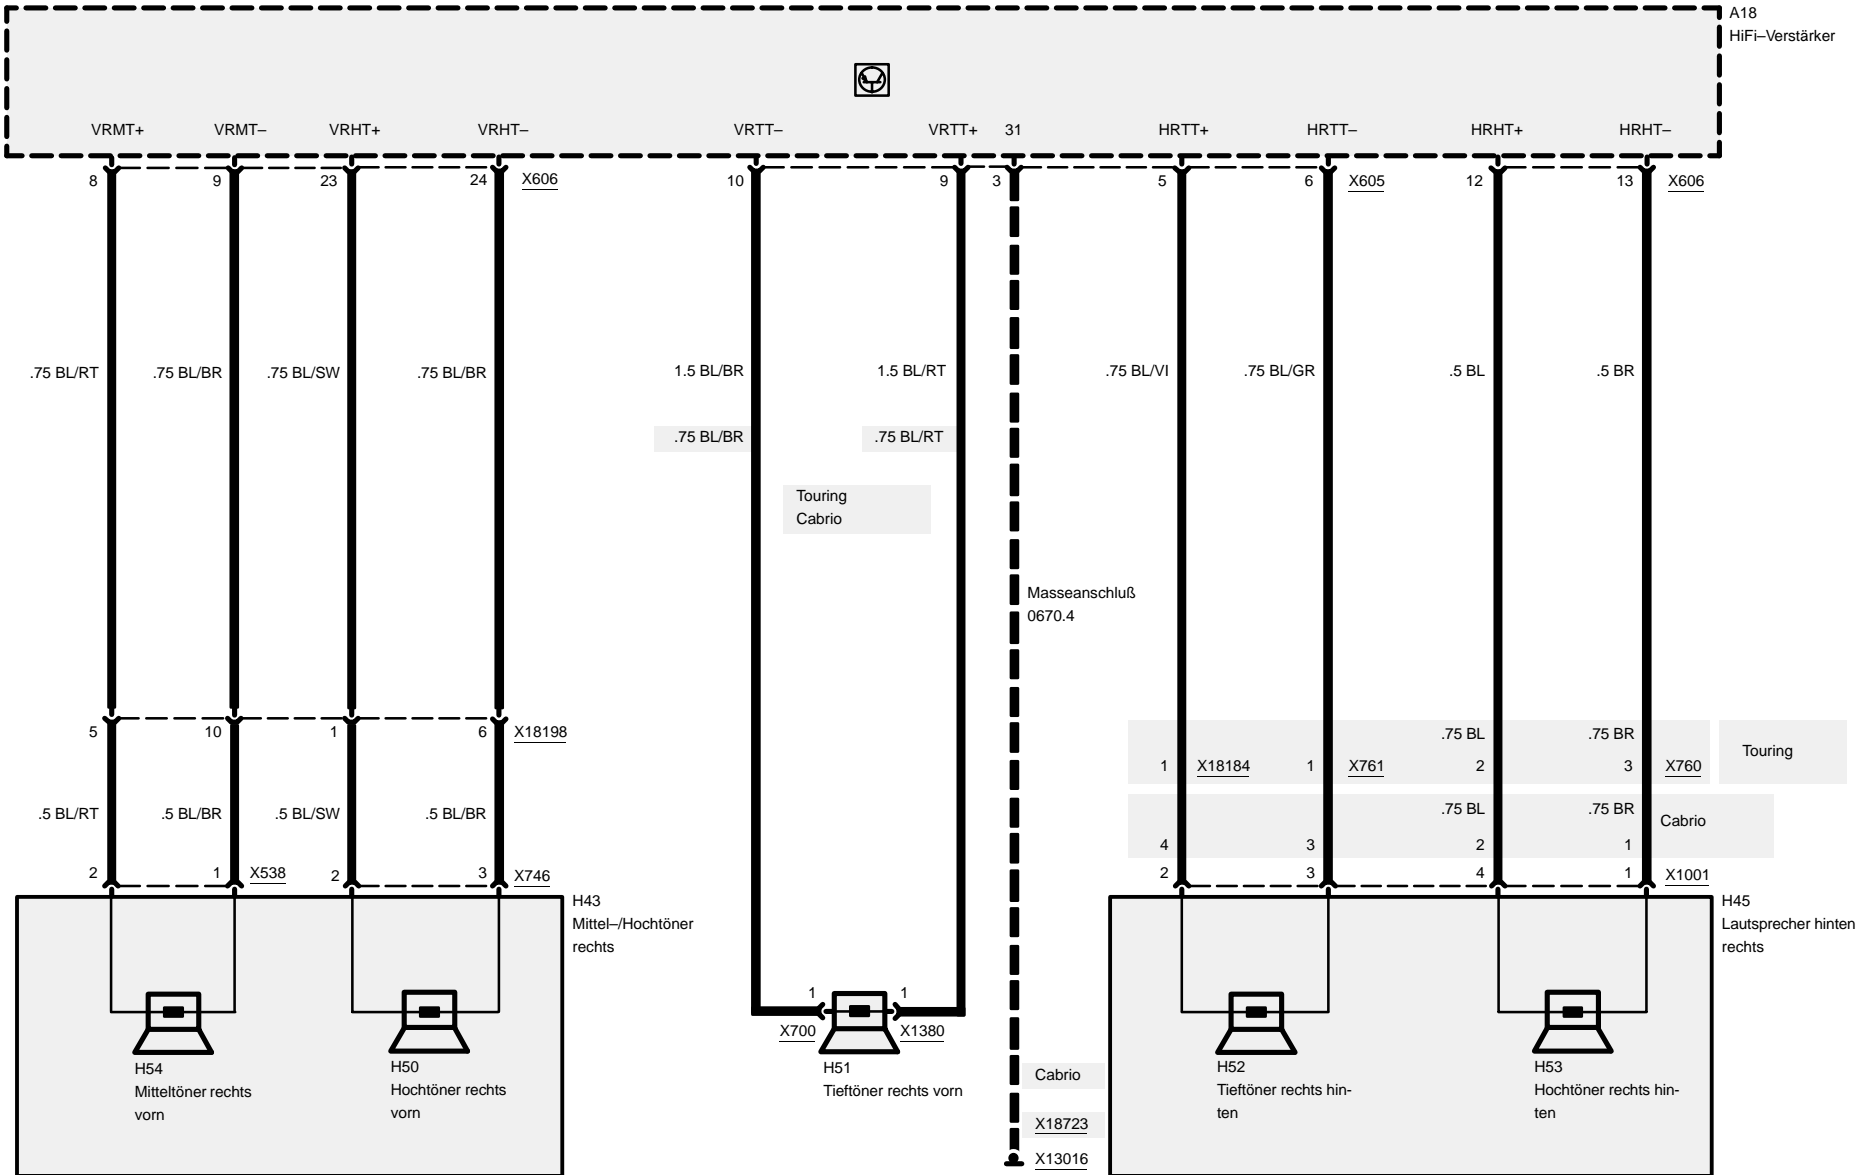 A18
HiFi–Verstärker
VRMT+ VRMT– VRHT+ VRHT– VRTT– VRTT+ 31 HRTT+ HRTT– HRHT+ HRHT–
8 9 23 24 X606 10 9 3 5 6 X605 12 13 X606
.75 BL/RT .75 BL/BR .75 BL/SW .75 BL/BR 1.5 BL/BR 1.5 BL/RT .75 BL/VI .75 BL/GR .5 BL .5 BR
.75 BL/BR .75 BL/RT
Touring
Cabrio
Masseanschluß
0670.4
5 10 1 6 X18198
.75 BL .75 BR
Touring
1 X18184 1 X761 2 3 X760
.5 BL/RT .5 BL/BR .5 BL/SW .5 BL/BR
.75 BL .75 BR
Cabrio
4 3 2 1
2 1 X538 2 3 X746
2 3 4 1 X1001
H43
Mittel–/Hochtöner
rechts
H45
Lautsprecher hinten
rechts
1 1
X700 X1380
H54
Mitteltöner rechts
vorn
H50
Hochtöner rechts
vorn
H51
Tieftöner rechts vorn
H52
Tieftöner rechts hin-
ten
H53
Hochtöner rechts hin-
ten
Cabrio
X18723
X13016